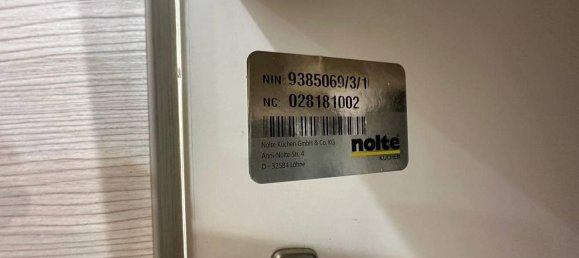 NIN: 9385069/3/1
NC: 028181002
Nolte Küchen GmbH & Co. KG
Anni-Nolte-Str. 4
D - 32584 Löhne
nolte
KÜCHEN